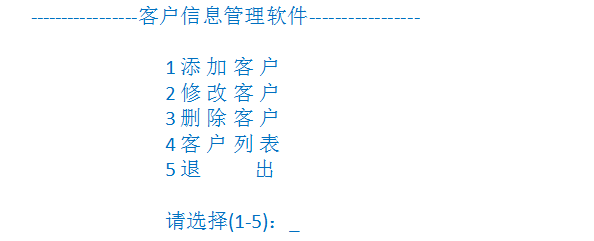 -----------------客户信息管理软件-----------------
1 添 加 客 户
2 修 改 客 户
3 删 除 客 户
4 客 户 列 表
5 退 出
请选择(1-5)：_